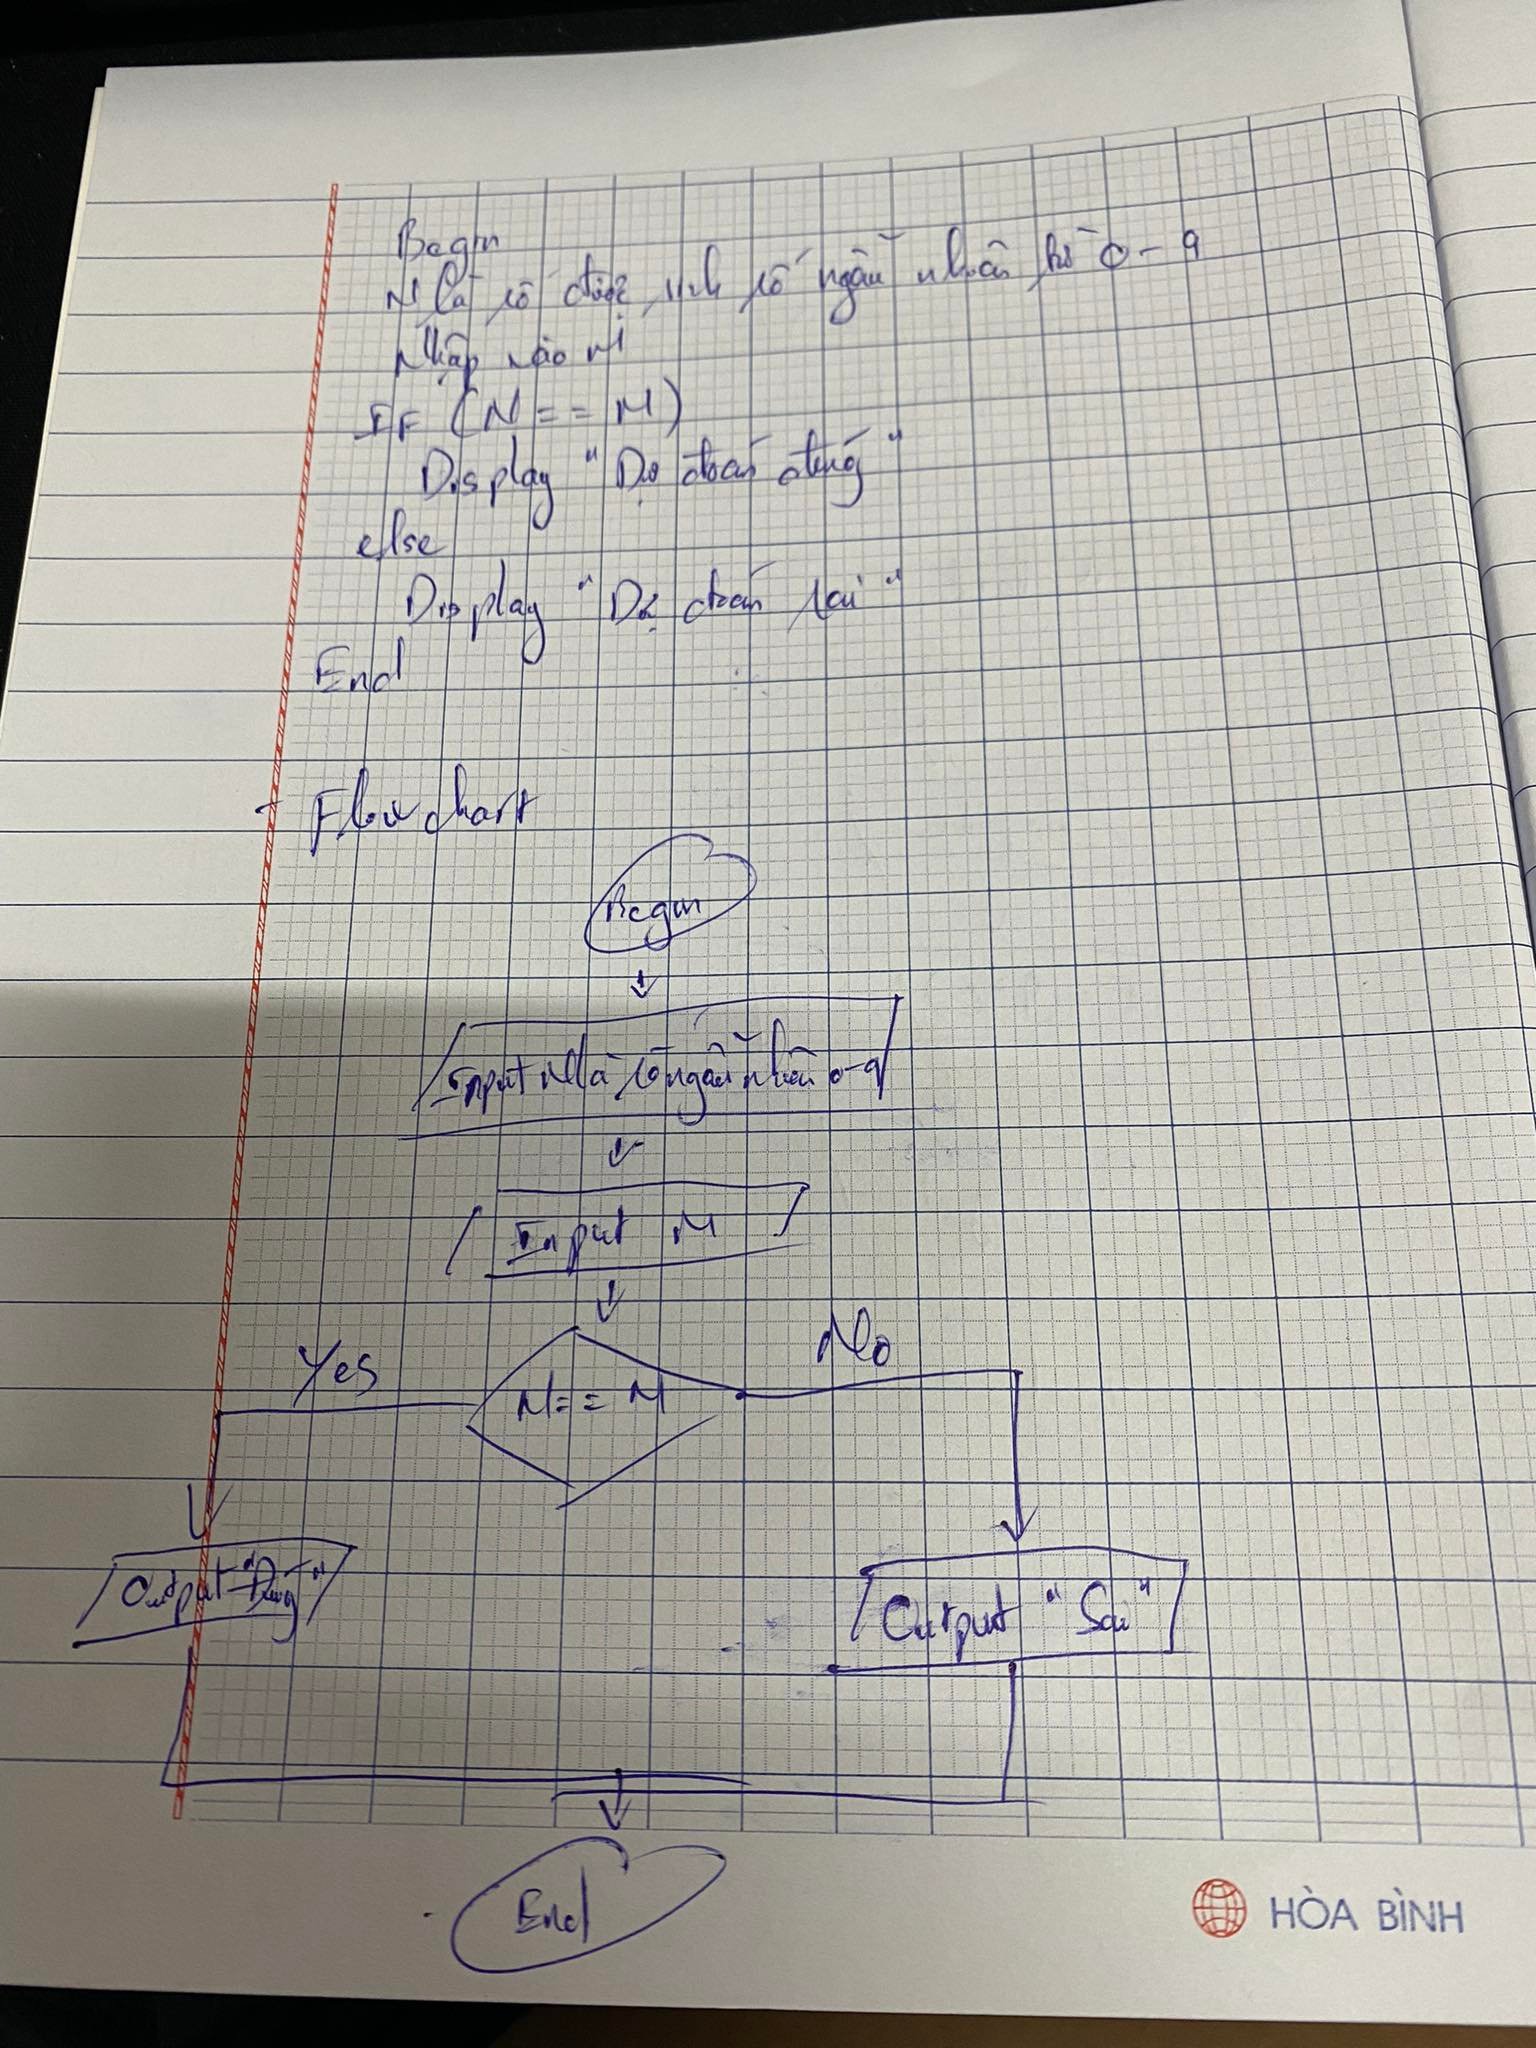 Begin
N là số được sinh số ngẫu nhiên từ 0-9
Nhập vào M
IF (N == M)
Display "Dự đoán đúng"
else
Display "Dự đoán sai"
End
- Flowchart
Begin
Input N là số ngẫu nhiên 0-9
Input M
Yes
N == M
No
Output "Đúng"
Output "Sai"
End
HÒA BÌNH